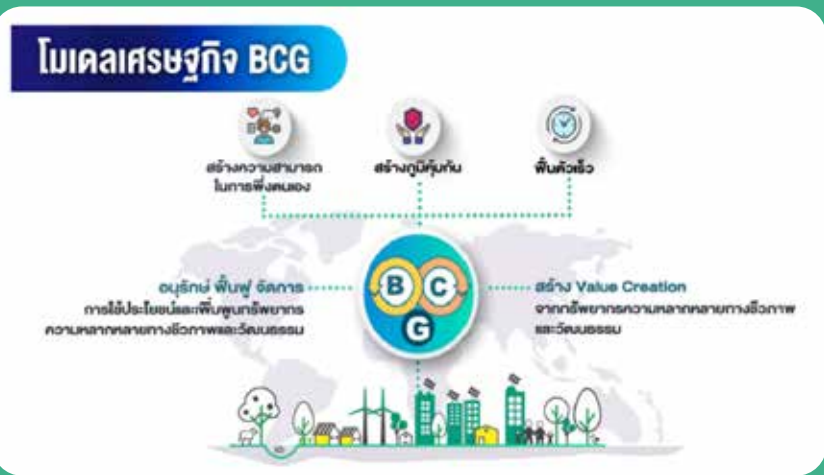 โมเดลเศรษฐกิจ BCG
สร้างความสามารถ
ในการพึ่งตนเอง
สร้างภูมิคุ้มกัน
ฟื้นตัวเร็ว
อนุรักษ์ ฟื้นฟู จัดการ
การใช้ประโยชน์และเพิ่มพูนทรัพยากร
ความหลากหลายทางชีวภาพและวัฒนธรรม
B C
G
สร้าง Value Creation
จากทรัพยากรความหลากหลายทางชีวภาพ
และวัฒนธรรม